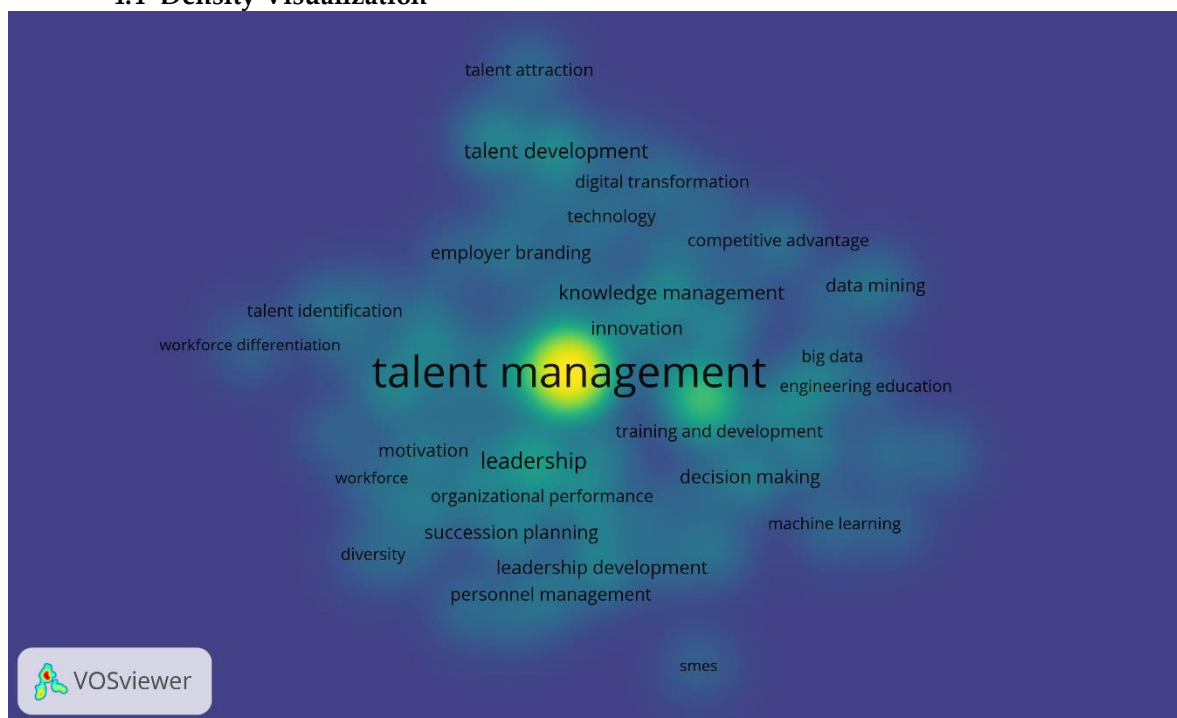 4.1 Density Visualization
talent attraction
talent development
digital transformation
technology
competitive advantage
employer branding
data mining
knowledge management
talent identification
innovation
workforce differentiation
big data
talent management
engineering education
training and development
motivation
leadership
workforce
decision making
organizational performance
machine learning
succession planning
diversity
leadership development
personnel management
smes
VOSviewer